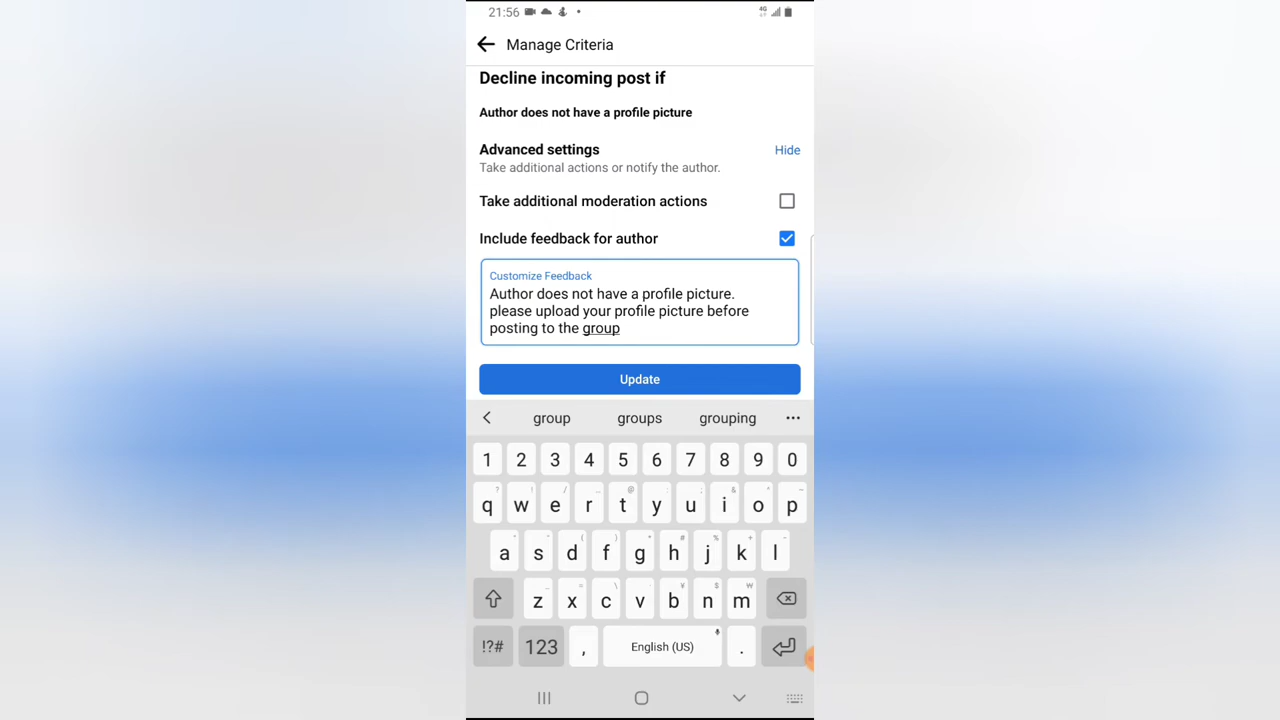 21:56
4G
Manage Criteria
Decline incoming post if
Author does not have a profile picture
Advanced settings Hide
Take additional actions or notify the author.
Take additional moderation actions
Include feedback for author
Customize Feedback
Author does not have a profile picture.
please upload your profile picture before
posting to the group
Update
group groups grouping
1 2 3 4 5 6 7 8 9 0
q w e r t y u i o p
a s d f g h j k l
z x c v b n m
!?# 123 , English (US) .